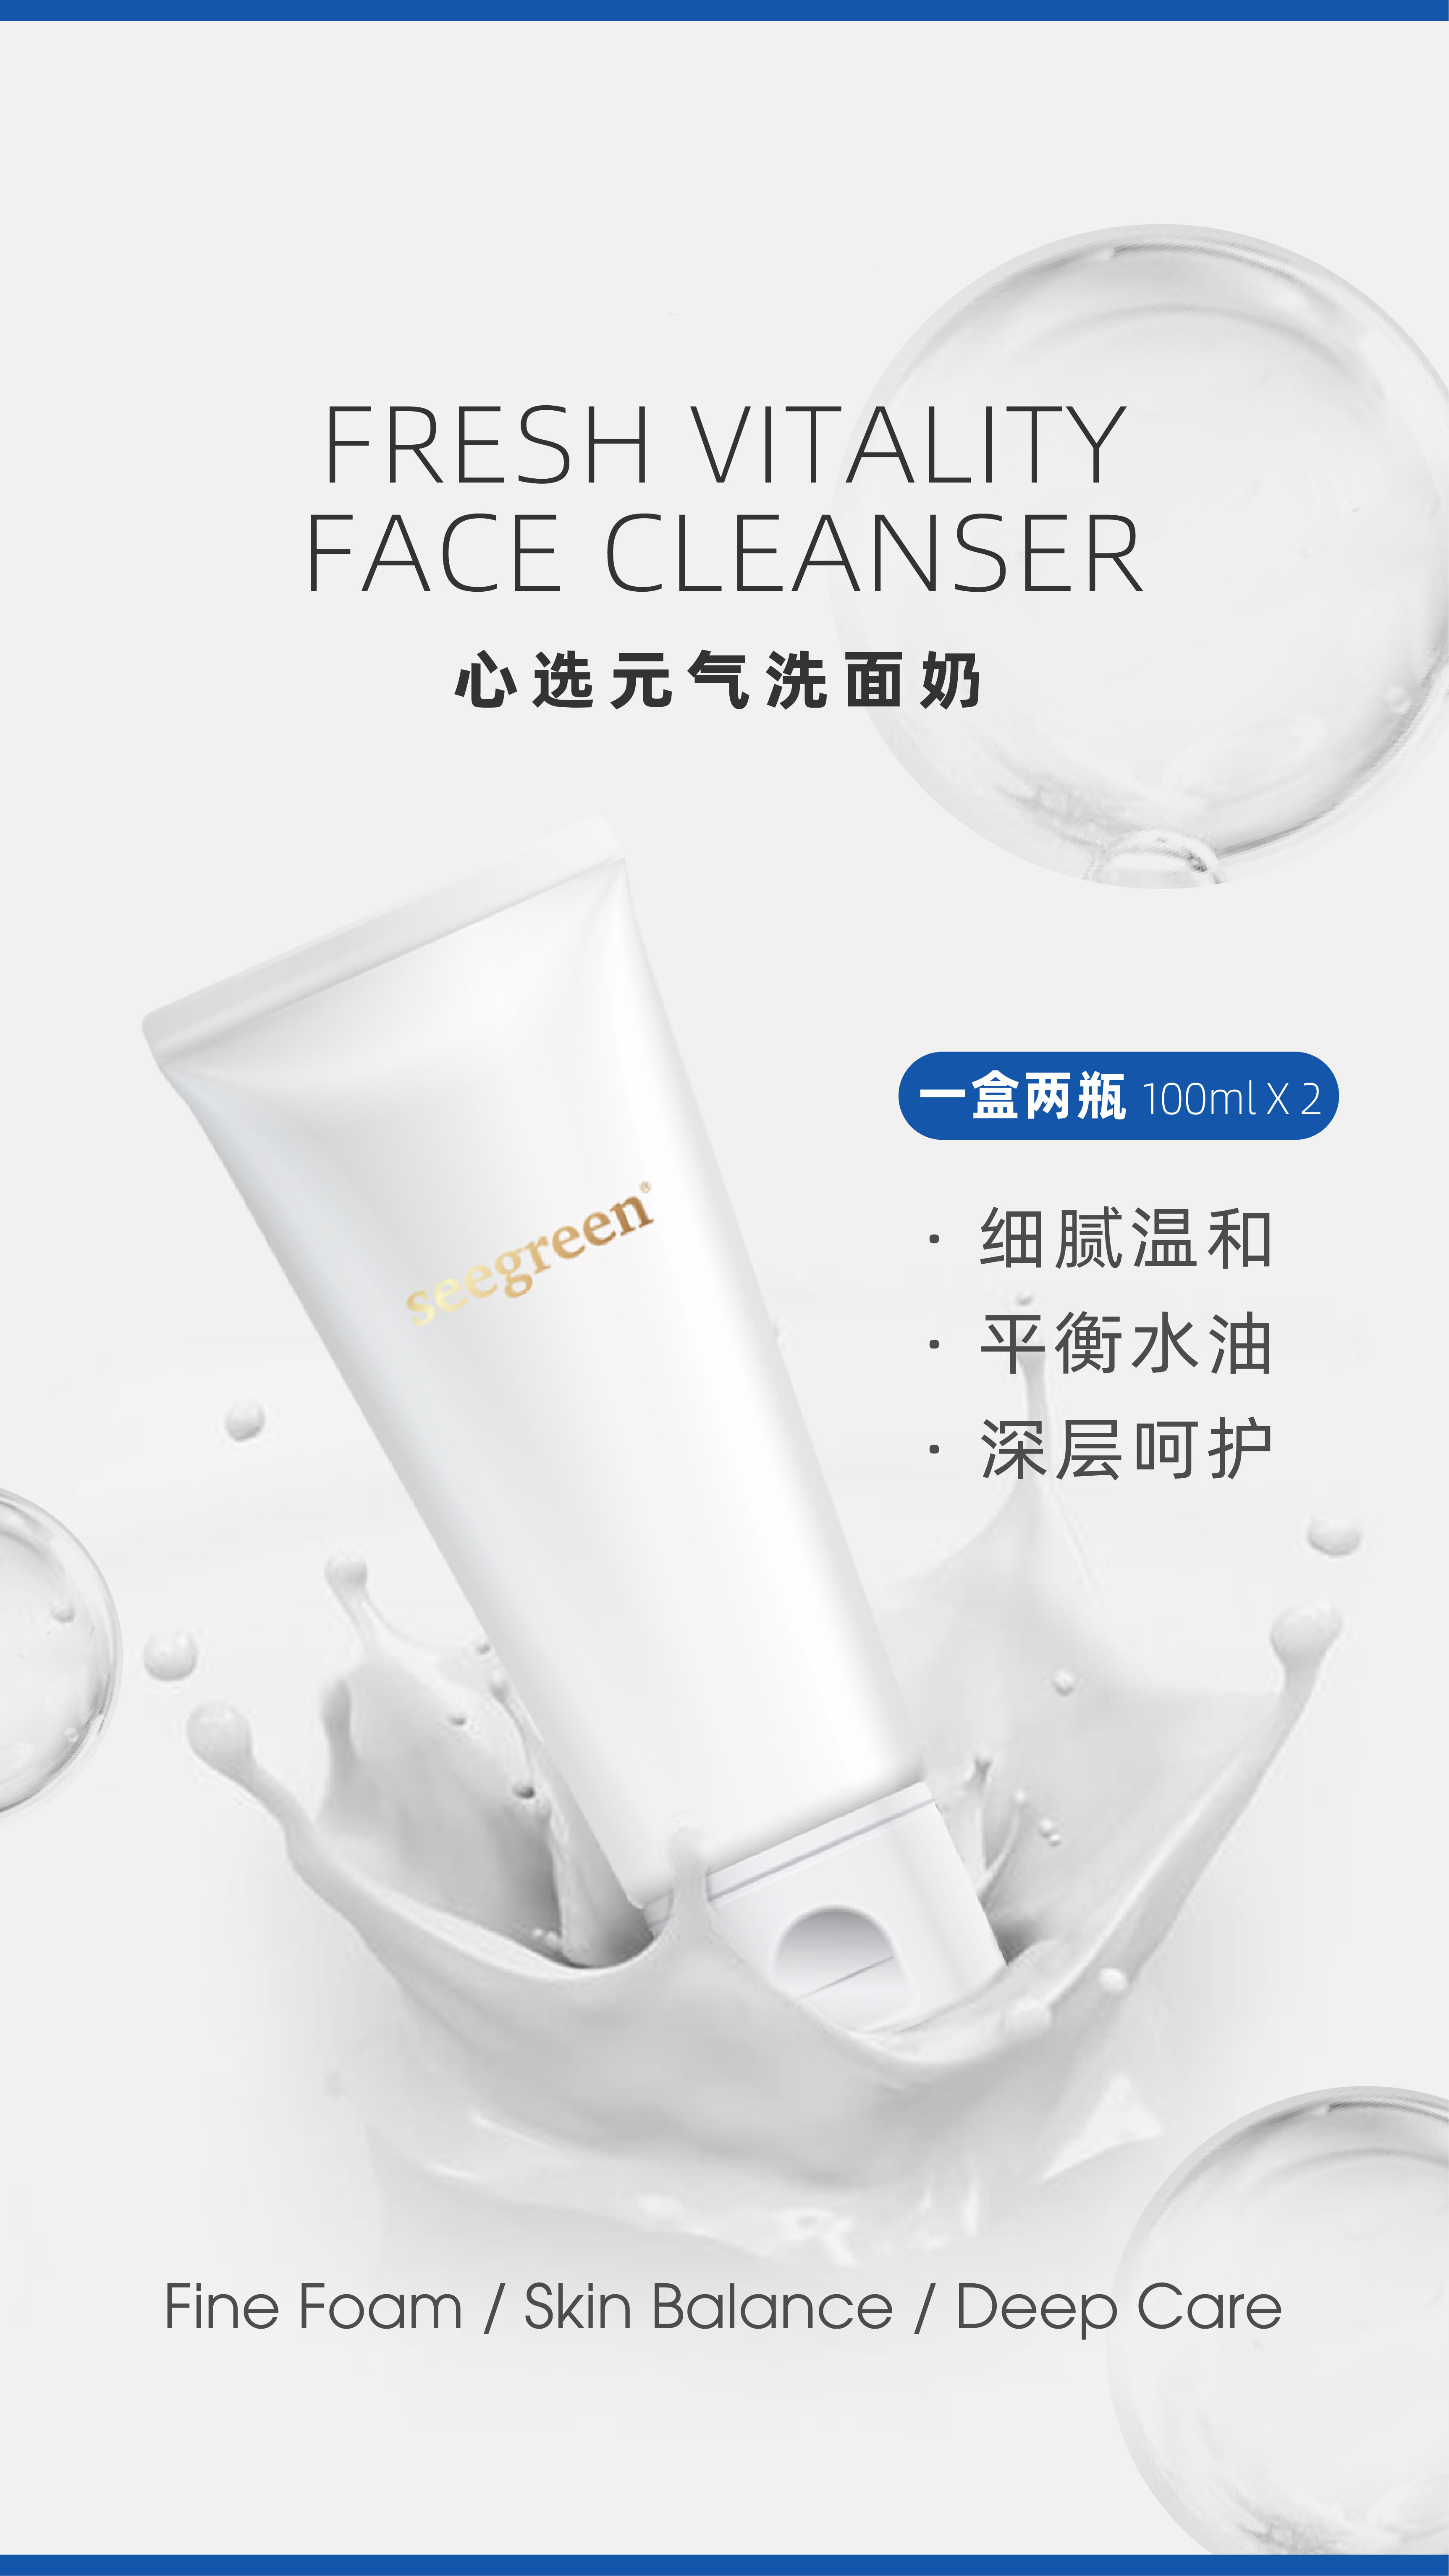 FRESH VITALITY
FACE CLEANSER
心选元气洗面奶
一盒两瓶 100ml X 2
seegreen®
· 细腻温和
· 平衡水油
· 深层呵护
Fine Foam / Skin Balance / Deep Care